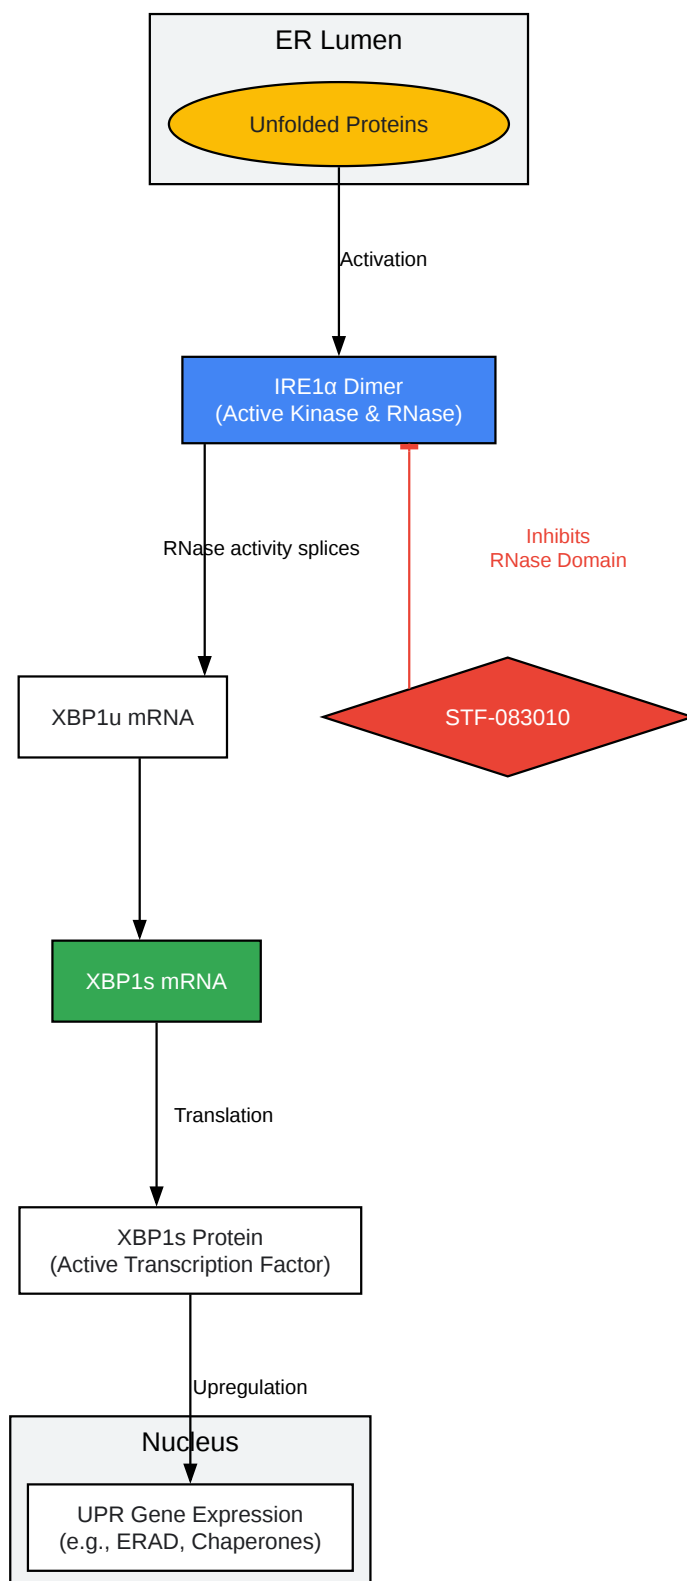 ER Lumen
Unfolded Proteins
Activation
IRE1α Dimer
(Active Kinase & RNase)
RNase activity splices
Inhibits
RNase Domain
XBP1u mRNA
STF-083010
XBP1s mRNA
Translation
XBP1s Protein
(Active Transcription Factor)
Upregulation
Nucleus
UPR Gene Expression
(e.g., ERAD, Chaperones)